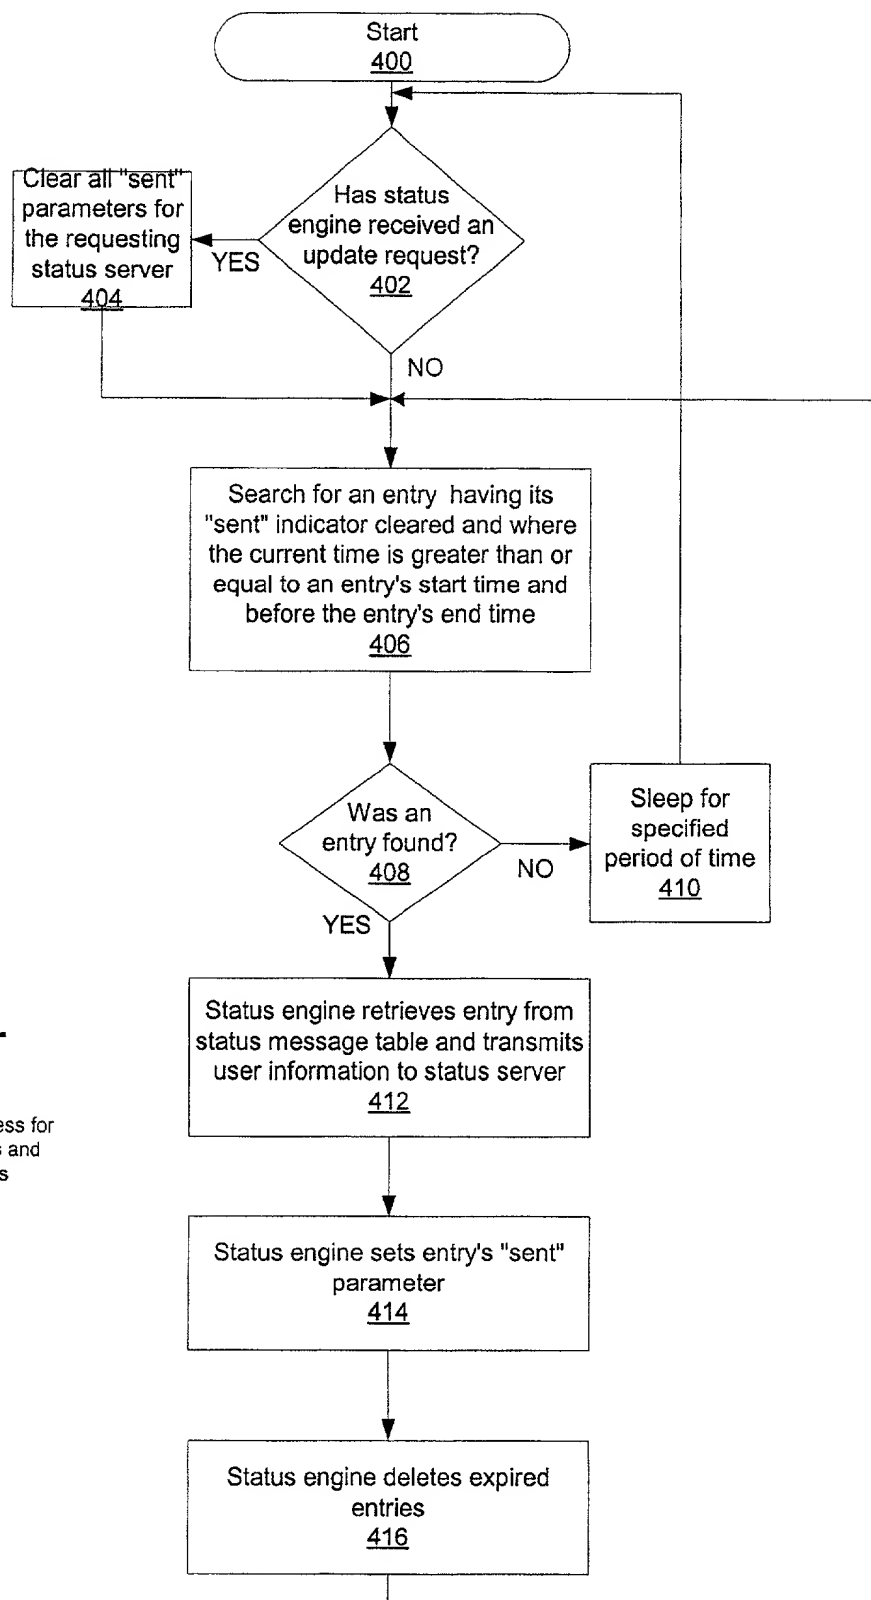 Start
400
Has status
engine received an
update request?
402
YES
NO
Clear all "sent"
parameters for
the requesting
status server
404
Search for an entry having its
"sent" indicator cleared and where
the current time is greater than or
equal to an entry's start time and
before the entry's end time
406
Was an
entry found?
408
NO
YES
Sleep for
specified
period of time
410
Status engine retrieves entry from
status message table and transmits
user information to status server
412
for
and
Status engine sets entry's "sent"
parameter
414
Status engine deletes expired
entries
416